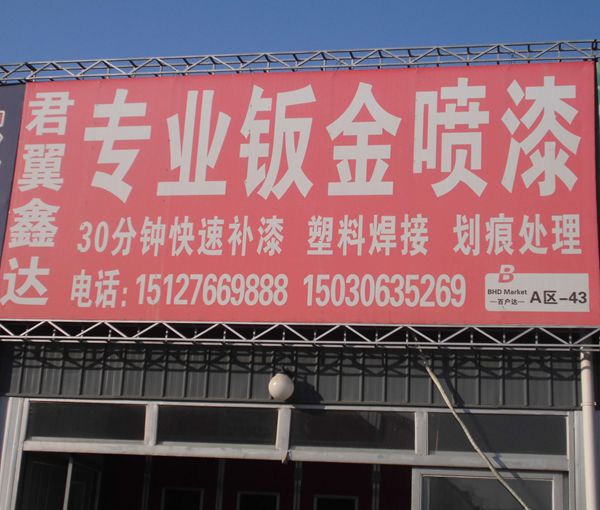 君翼鑫达
专业钣金喷漆
30分钟快速补漆 塑料焊接 划痕处理
电话: 15127669888 15030635269
B
BHD Market
—百户达—
A区-43